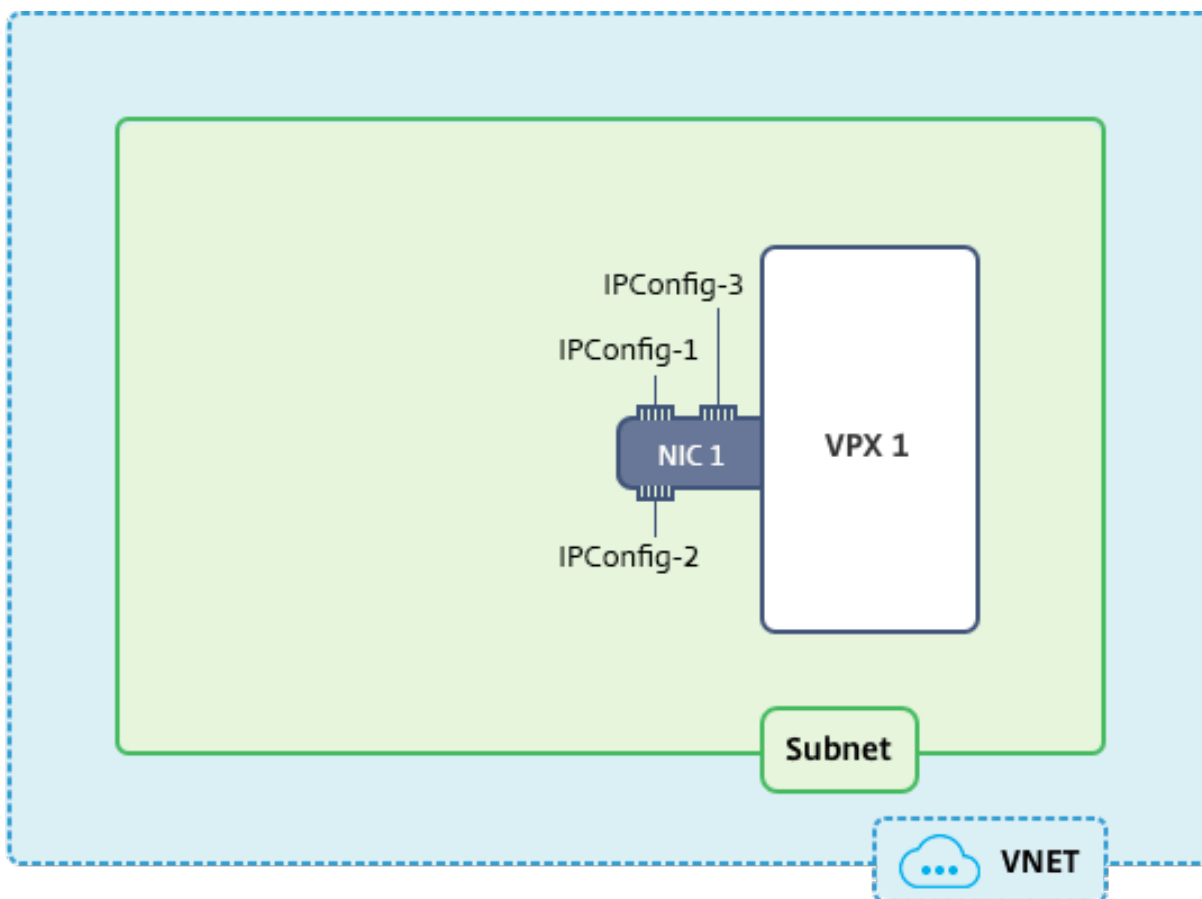 IPConfig-3
IPConfig-1
NIC 1
VPX 1
IPConfig-2
Subnet
VNET